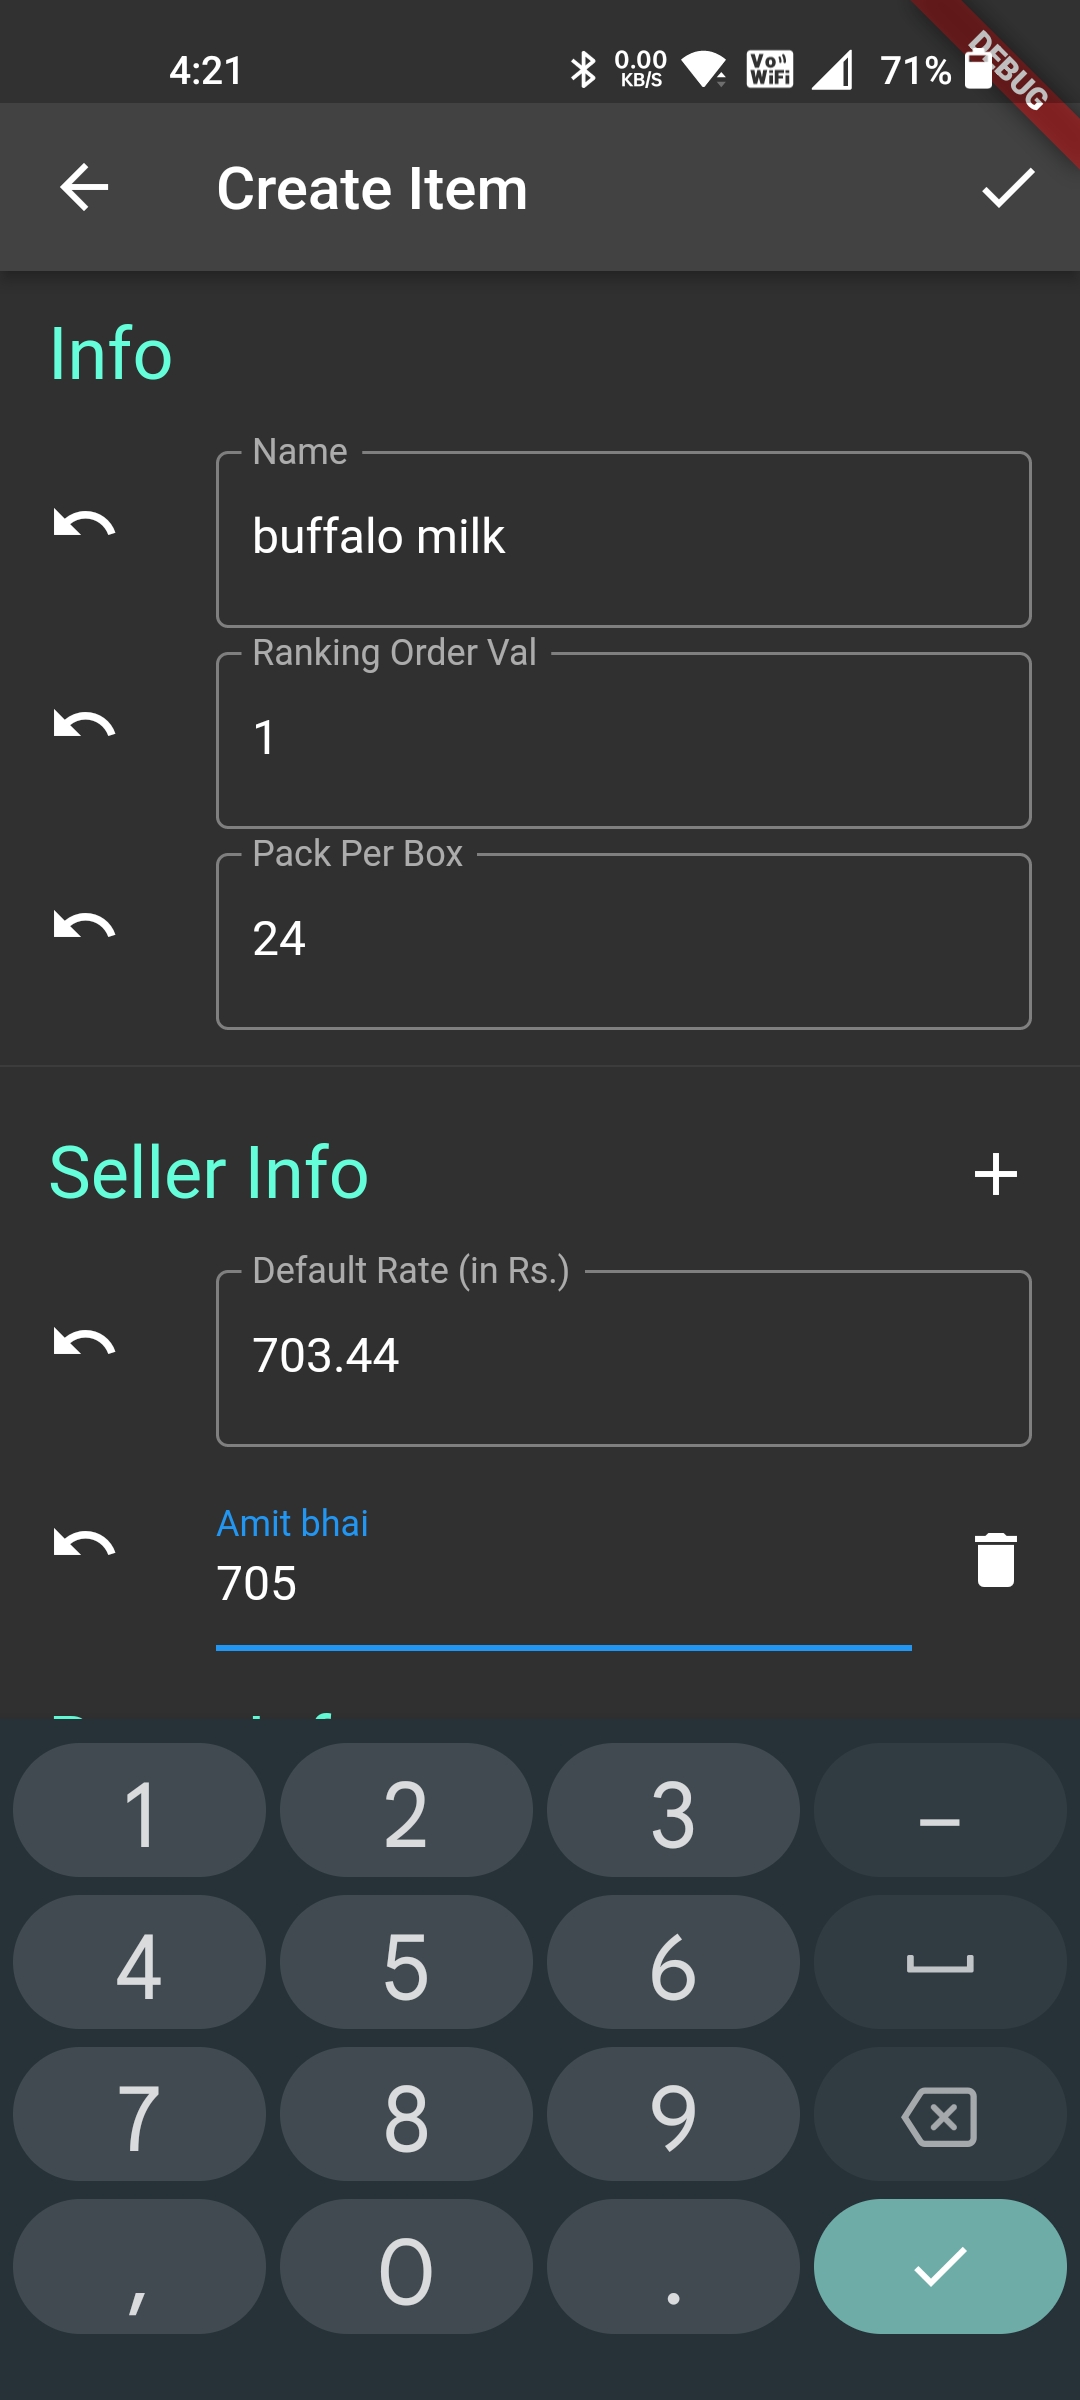 4:21
0.00 KB/S
Vo WiFi
71%
DEBUG
Create Item
Info
Name
buffalo milk
Ranking Order Val
1
Pack Per Box
24
Seller Info
Default Rate (in Rs.)
703.44
Amit bhai
705
1 2 3 –
4 5 6
7 8 9
, 0 .